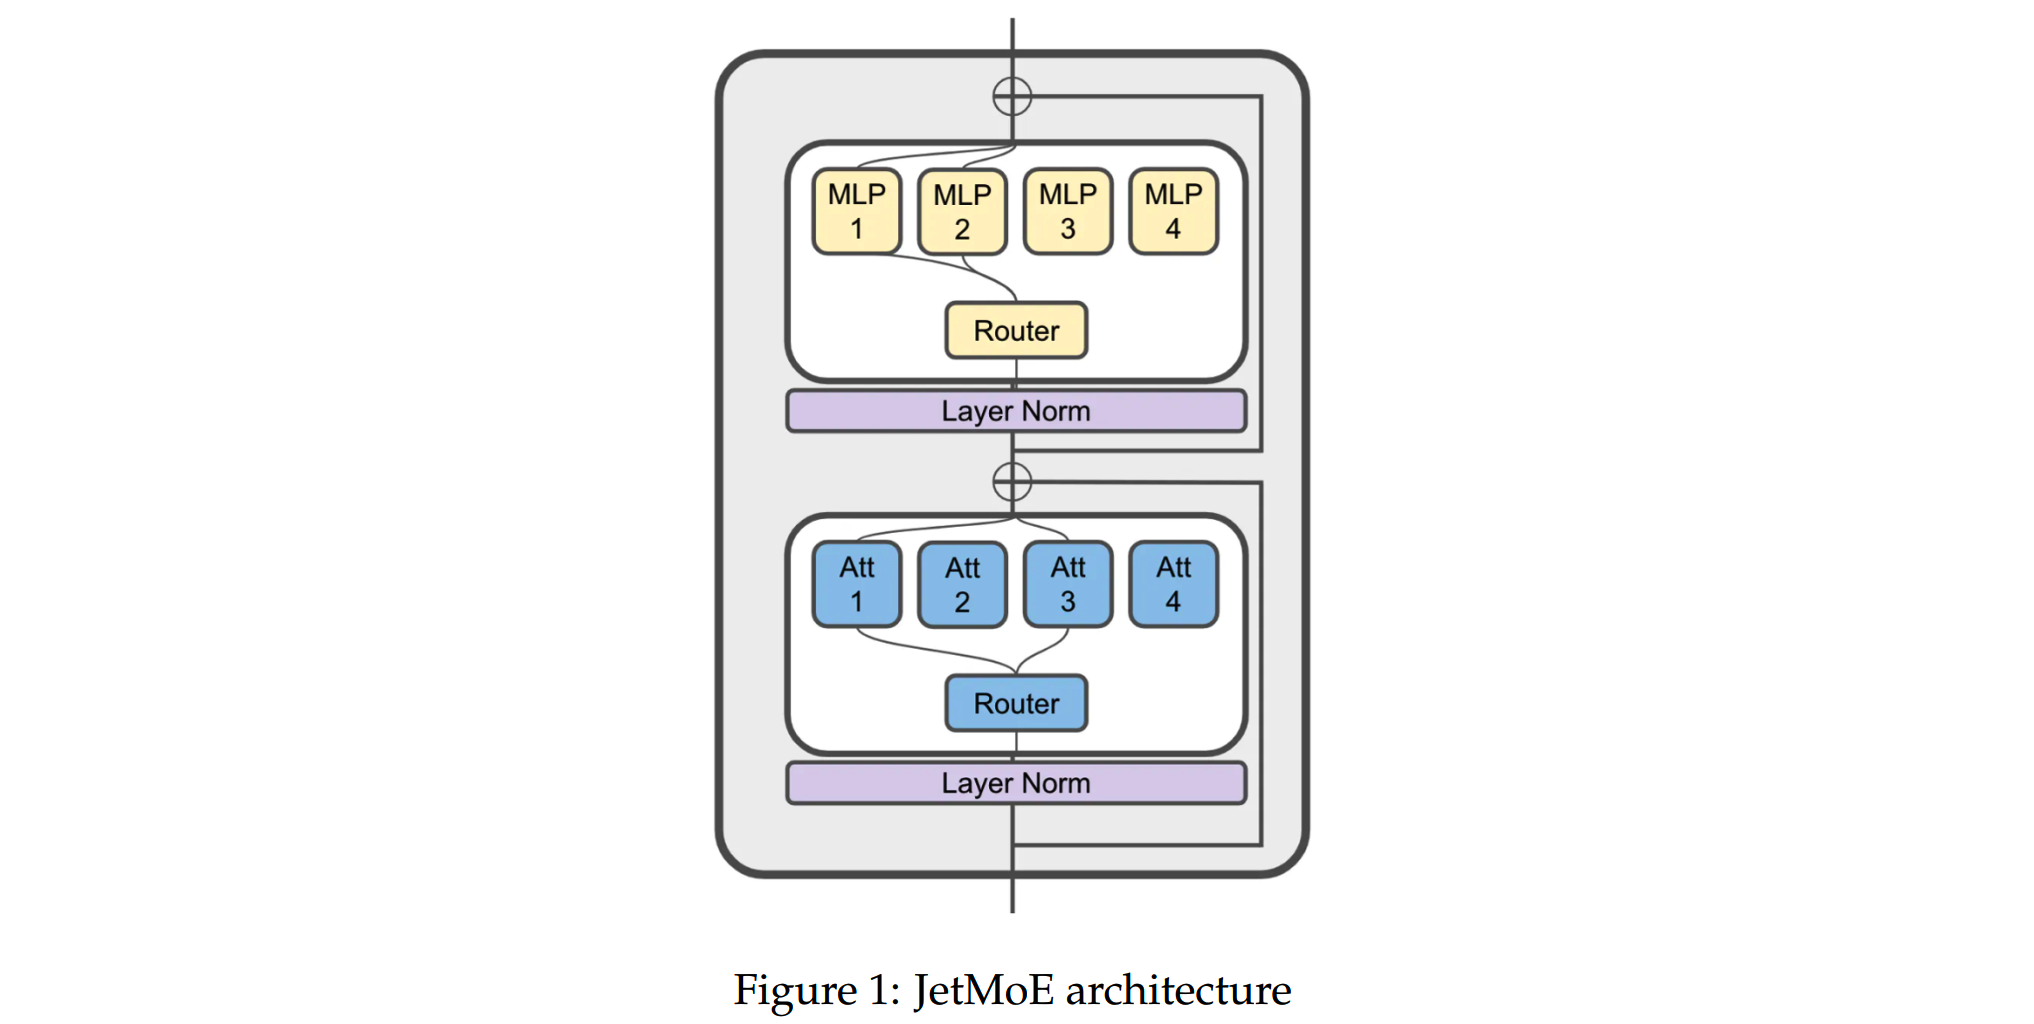 MLP
1
MLP
2
MLP
3
MLP
4
Router
Layer Norm
Att
1
Att
2
Att
3
Att
4
Router
Layer Norm
Figure 1: JetMoE architecture